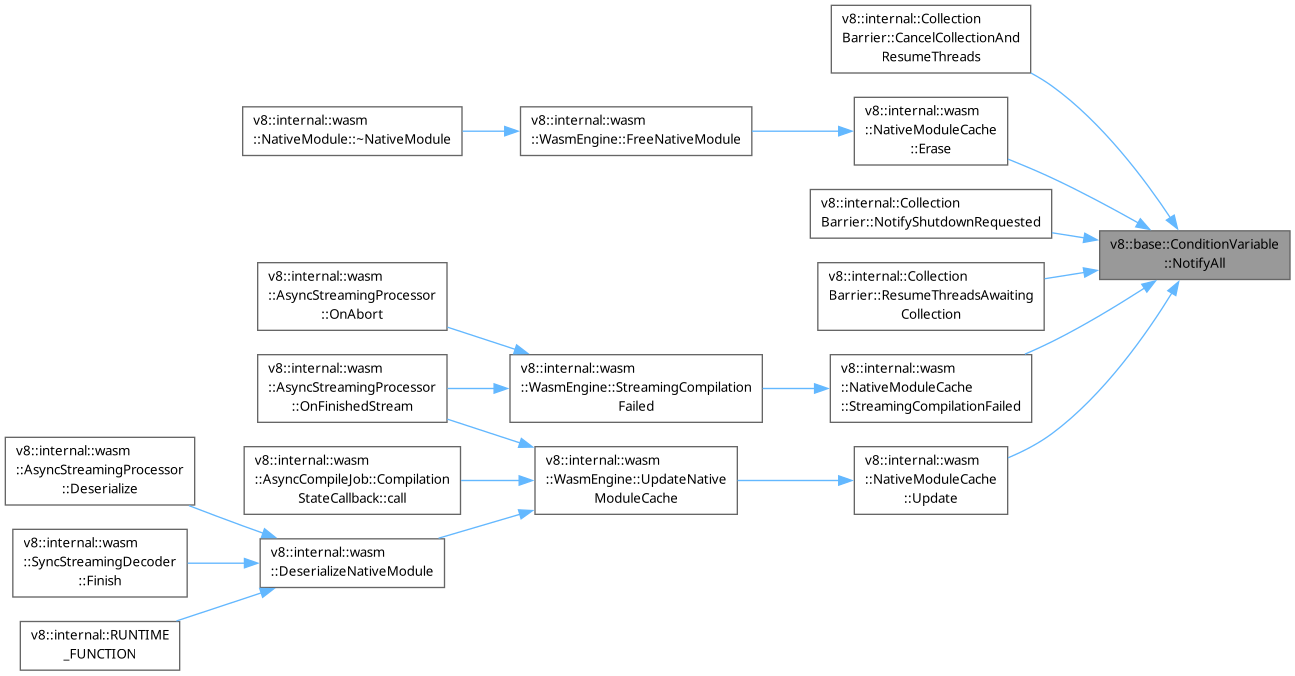 v8::internal::Collection
Barrier::CancelCollectionAnd
ResumeThreads
v8::internal::wasm
::NativeModule::~NativeModule
v8::internal::wasm
::WasmEngine::FreeNativeModule
v8::internal::wasm
::NativeModuleCache
::Erase
v8::internal::Collection
Barrier::NotifyShutdownRequested
v8::base::ConditionVariable
::NotifyAll
v8::internal::wasm
::AsyncStreamingProcessor
::OnAbort
v8::internal::Collection
Barrier::ResumeThreadsAwaiting
Collection
v8::internal::wasm
::AsyncStreamingProcessor
::OnFinishedStream
v8::internal::wasm
::WasmEngine::StreamingCompilation
Failed
v8::internal::wasm
::NativeModuleCache
::StreamingCompilationFailed
v8::internal::wasm
::AsyncStreamingProcessor
::Deserialize
v8::internal::wasm
::AsyncCompileJob::Compilation
StateCallback::call
v8::internal::wasm
::WasmEngine::UpdateNative
ModuleCache
v8::internal::wasm
::NativeModuleCache
::Update
v8::internal::wasm
::SyncStreamingDecoder
::Finish
v8::internal::wasm
::DeserializeNativeModule
v8::internal::RUNTIME
_FUNCTION